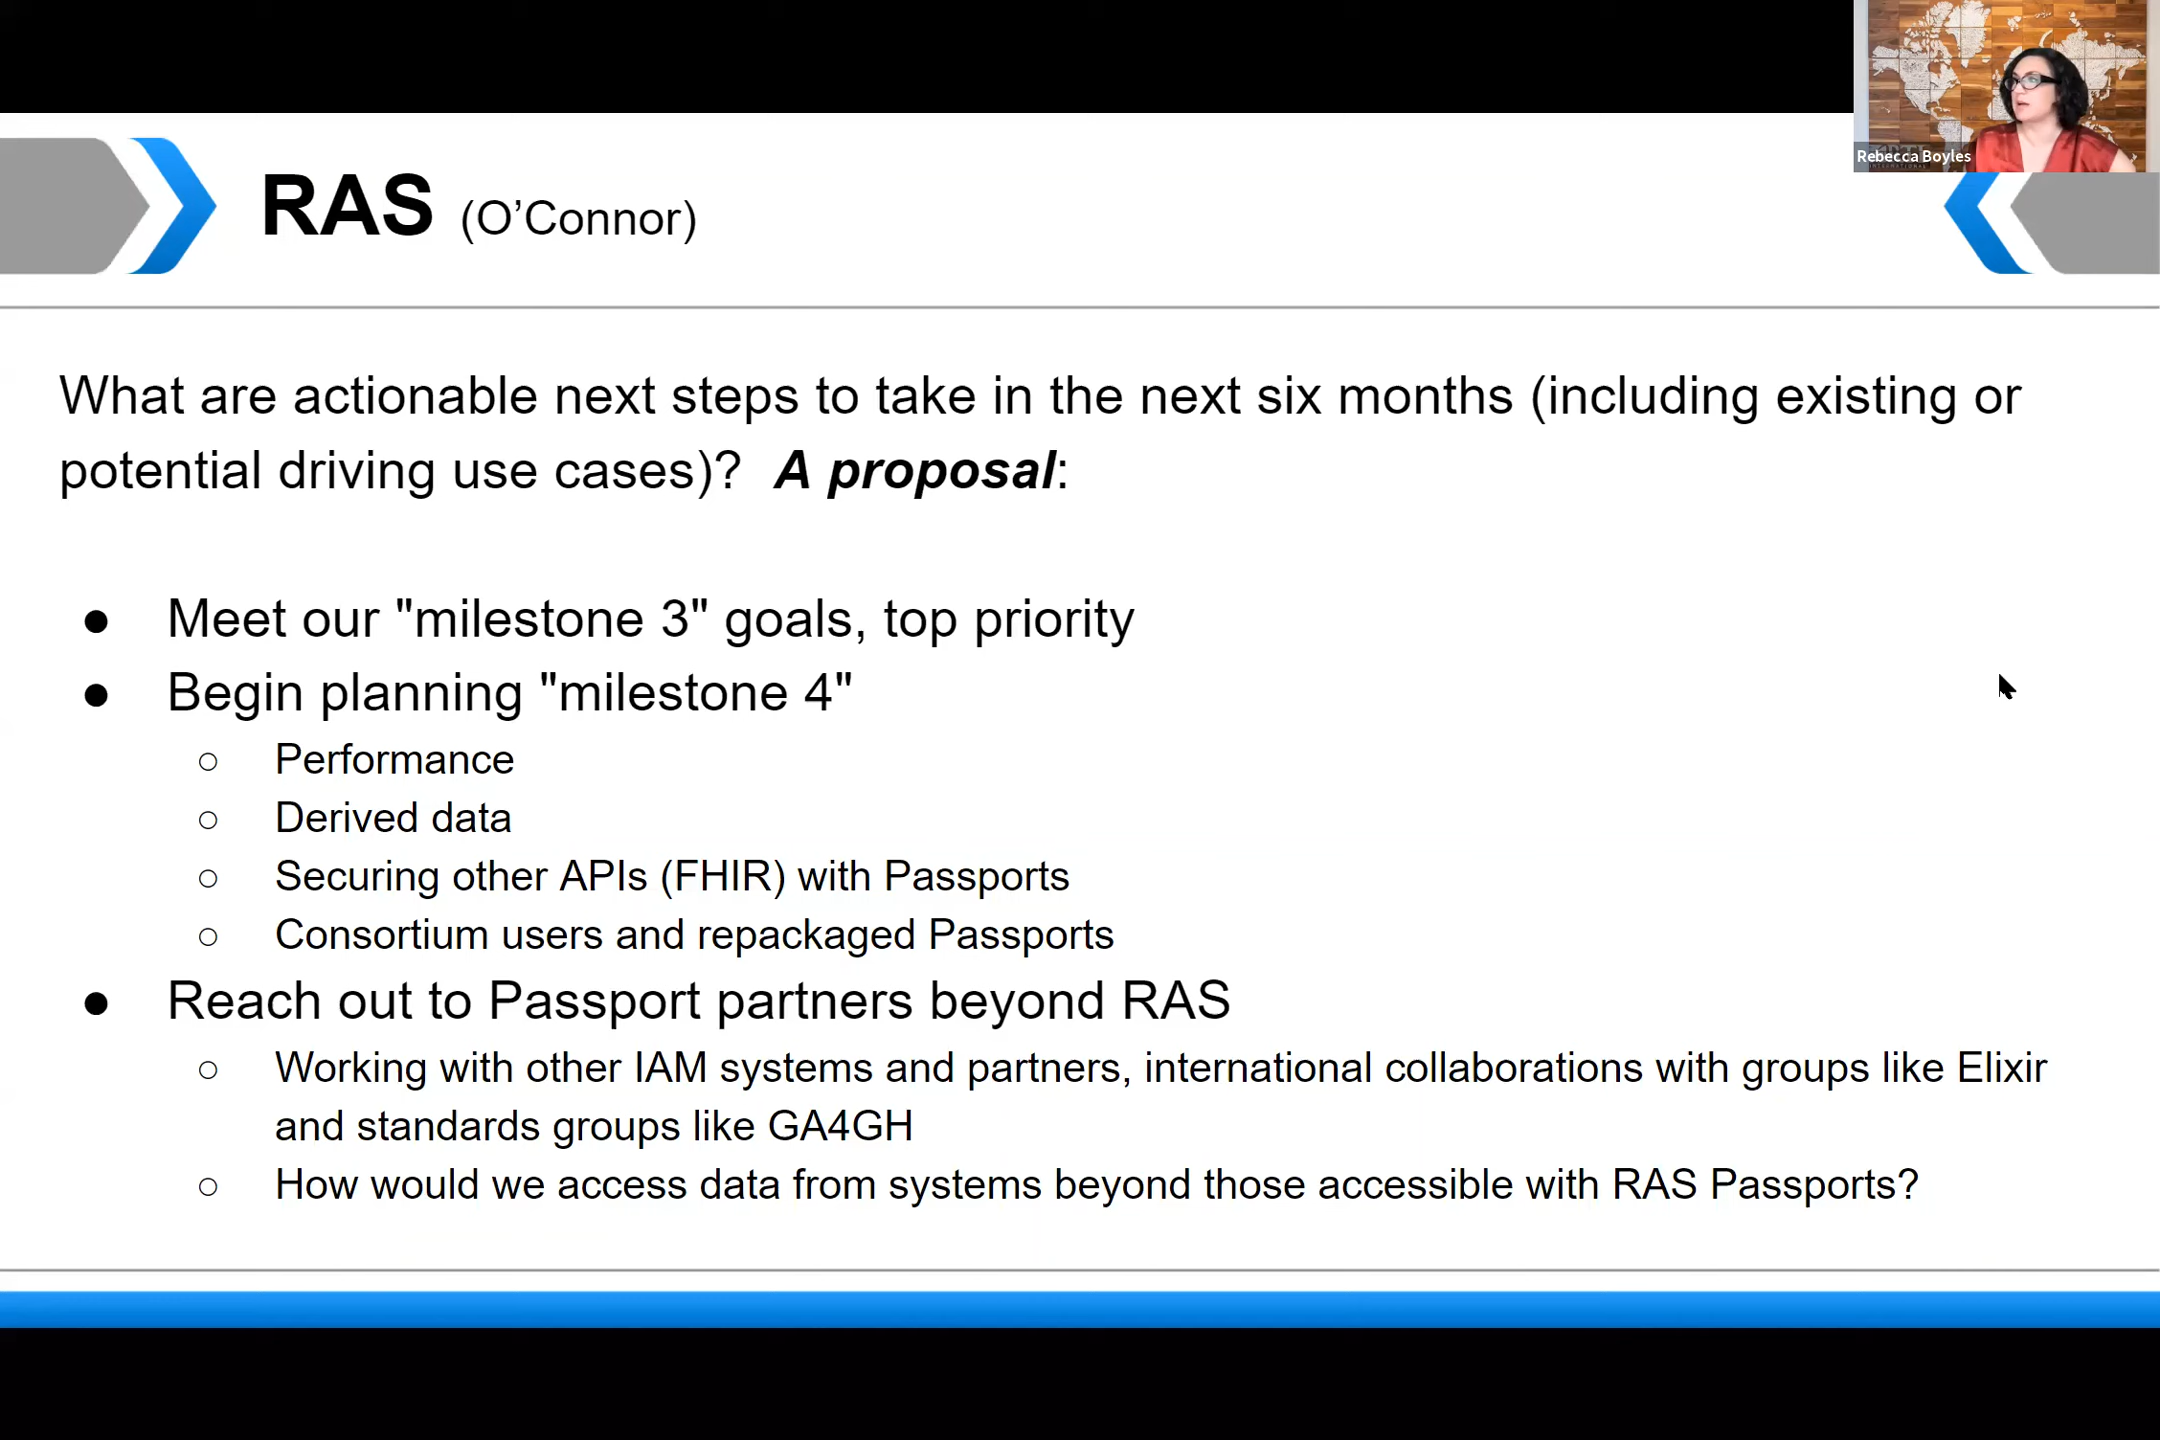 Rebecca Boyles
RAS (O’Connor)
What are actionable next steps to take in the next six months (including existing or
potential driving use cases)? A proposal:
● Meet our "milestone 3" goals, top priority
● Begin planning "milestone 4"
○ Performance
○ Derived data
○ Securing other APIs (FHIR) with Passports
○ Consortium users and repackaged Passports
● Reach out to Passport partners beyond RAS
○ Working with other IAM systems and partners, international collaborations with groups like Elixir
and standards groups like GA4GH
○ How would we access data from systems beyond those accessible with RAS Passports?